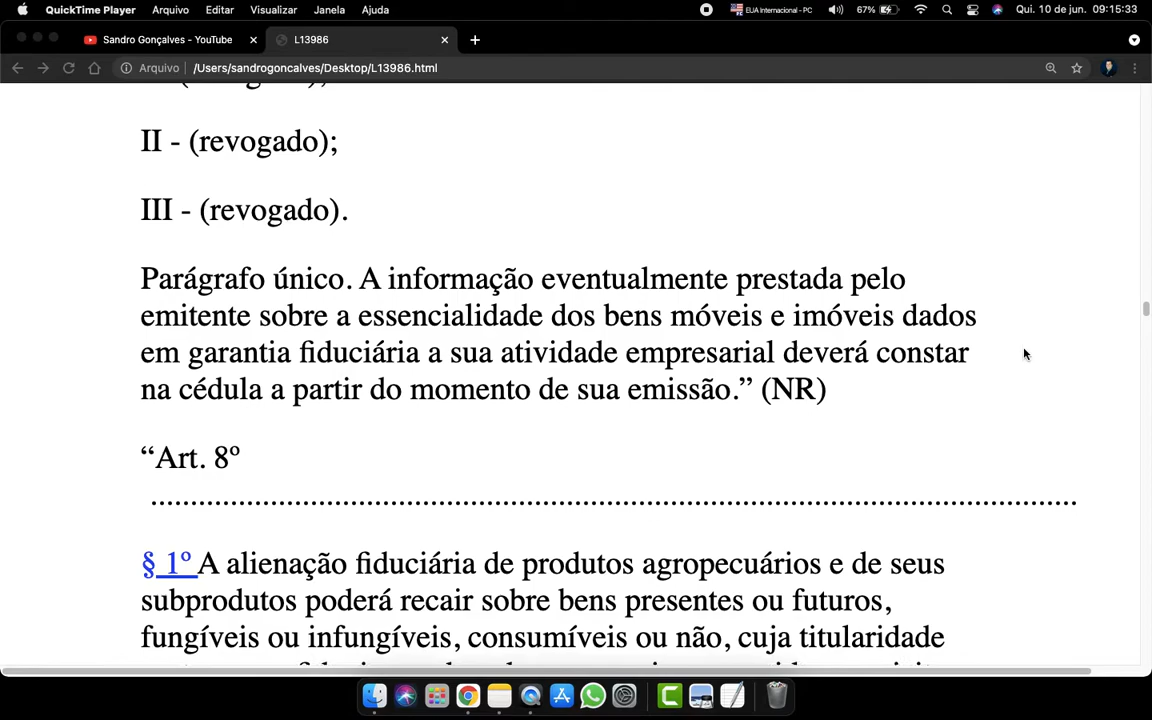 QuickTime Player Arquivo Editar Visualizar Janela Ajuda EUA Internacional - PC 67% Qui. 10 de jun. 09:15:33
Sandro Gonçalves - YouTube L13986
Arquivo /Users/sandrogoncalves/Desktop/L13986.html
II - (revogado);
III - (revogado).
Parágrafo único. A informação eventualmente prestada pelo
emitente sobre a essencialidade dos bens móveis e imóveis dados
em garantia fiduciária a sua atividade empresarial deverá constar
na cédula a partir do momento de sua emissão.” (NR)
“Art. 8º
....................................................................................................................
§ 1º A alienação fiduciária de produtos agropecuários e de seus
subprodutos poderá recair sobre bens presentes ou futuros,
fungíveis ou infungíveis, consumíveis ou não, cuja titularidade